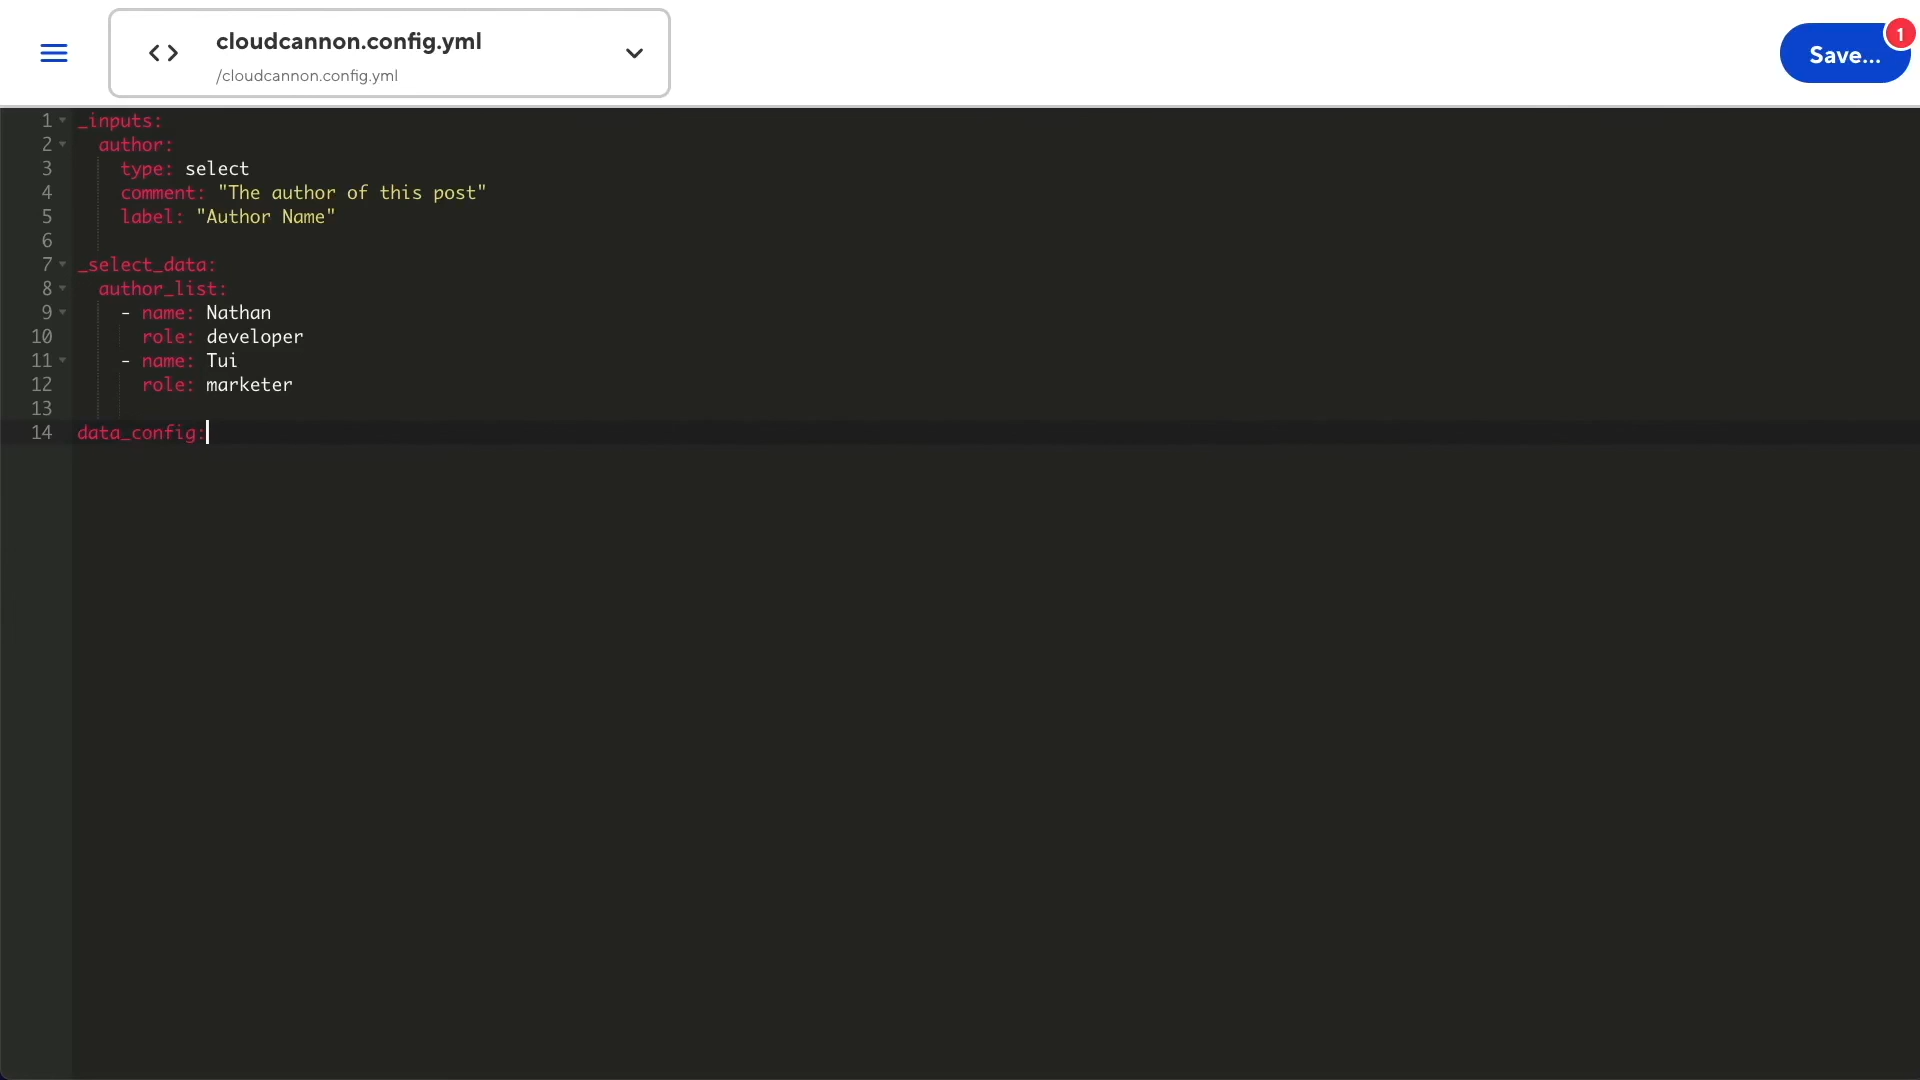 cloudcannon.config.yml
/cloudcannon.config.yml
Save...
1
1 _inputs:
2   author:
3     type: select
4     comment: "The author of this post"
5     label: "Author Name"
6
7 _select_data:
8   author_list:
9     - name: Nathan
10       role: developer
11     - name: Tui
12       role: marketer
13
14 data_config: